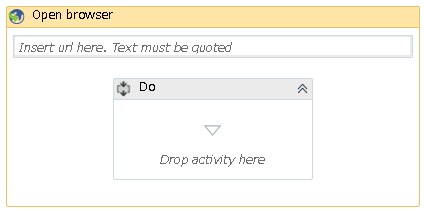 Open browser
Insert url here. Text must be quoted
Do
Drop activity here